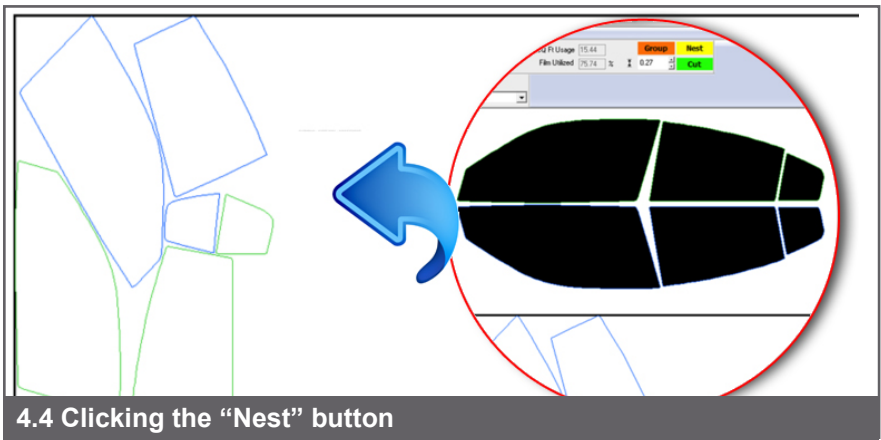 Sq Ft Usage 15.44 Group Nest
Film Utilized 75.74 % 0.27 Cut
4.4 Clicking the “Nest” button